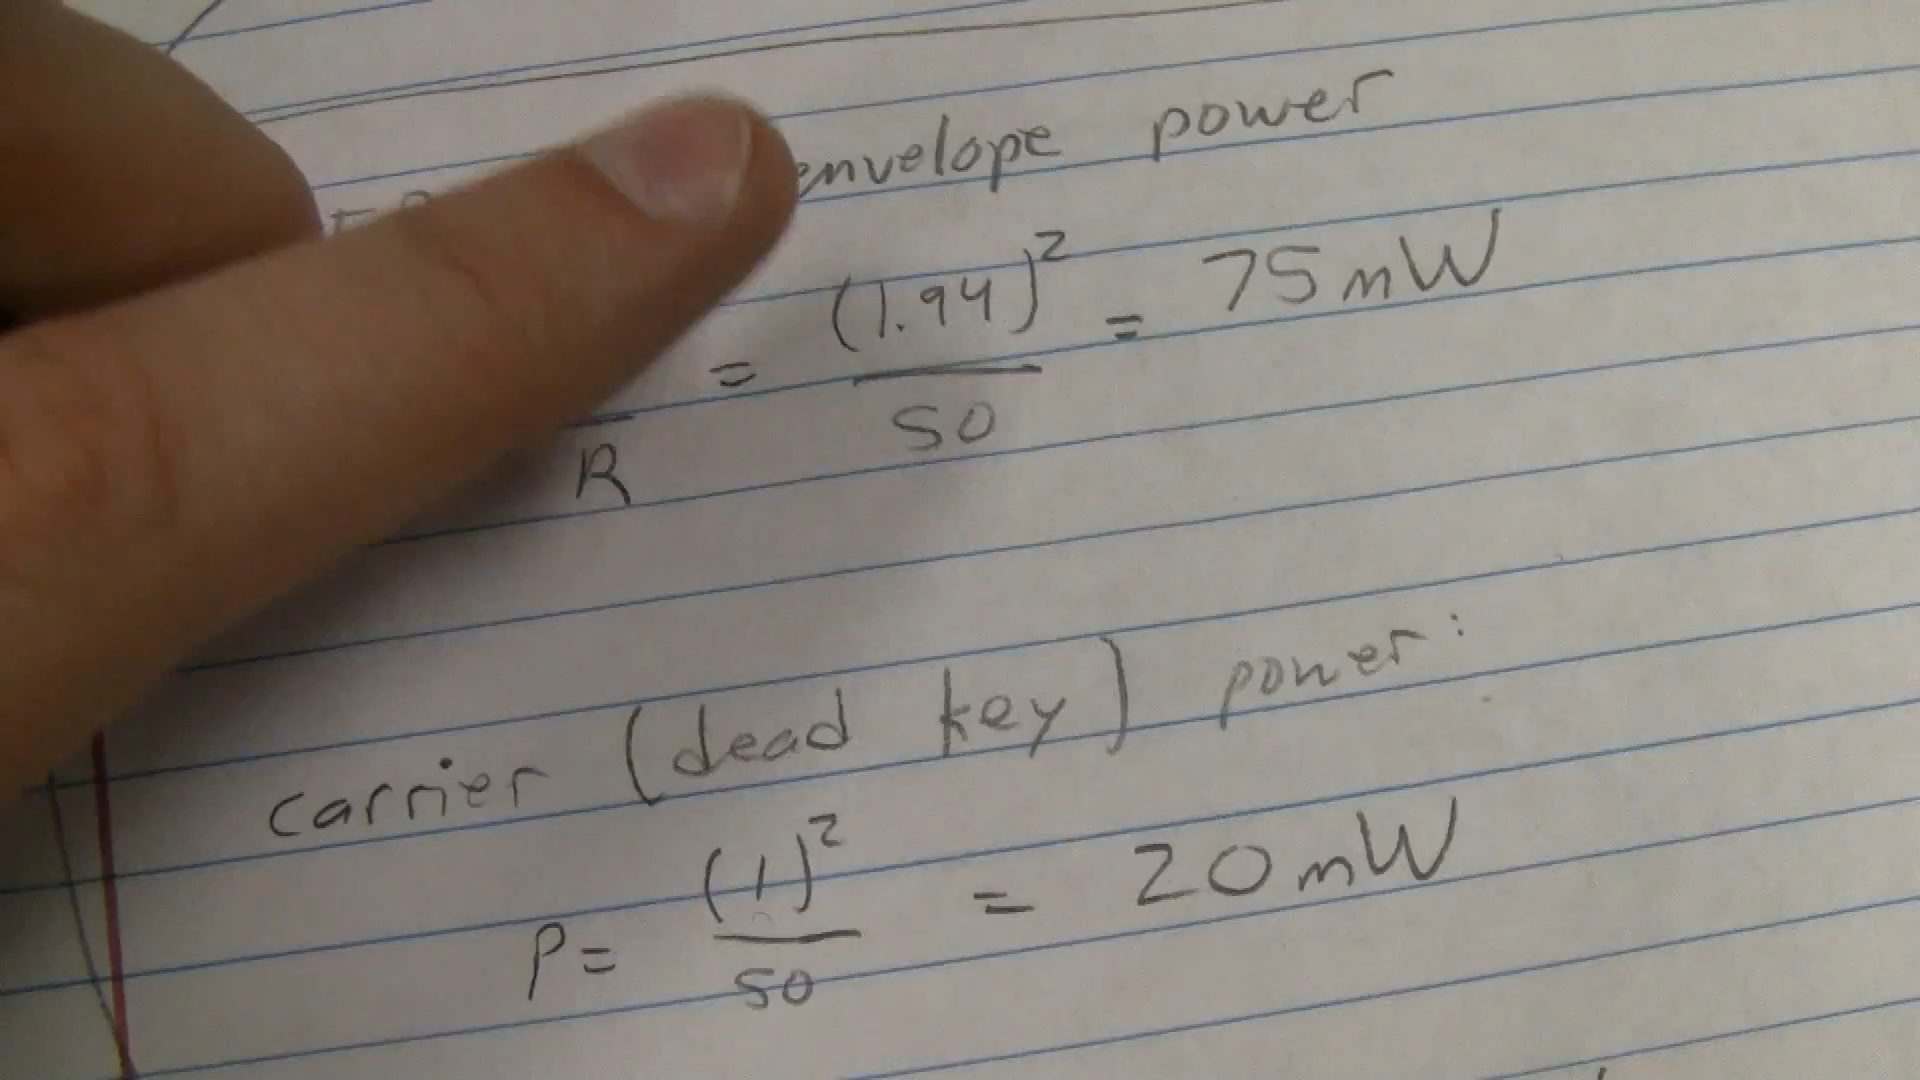 envelope power
R = (1.94)² / 50 = 75 mW
carrier (dead key) power:
P = (1)² / 50 = 20 mW